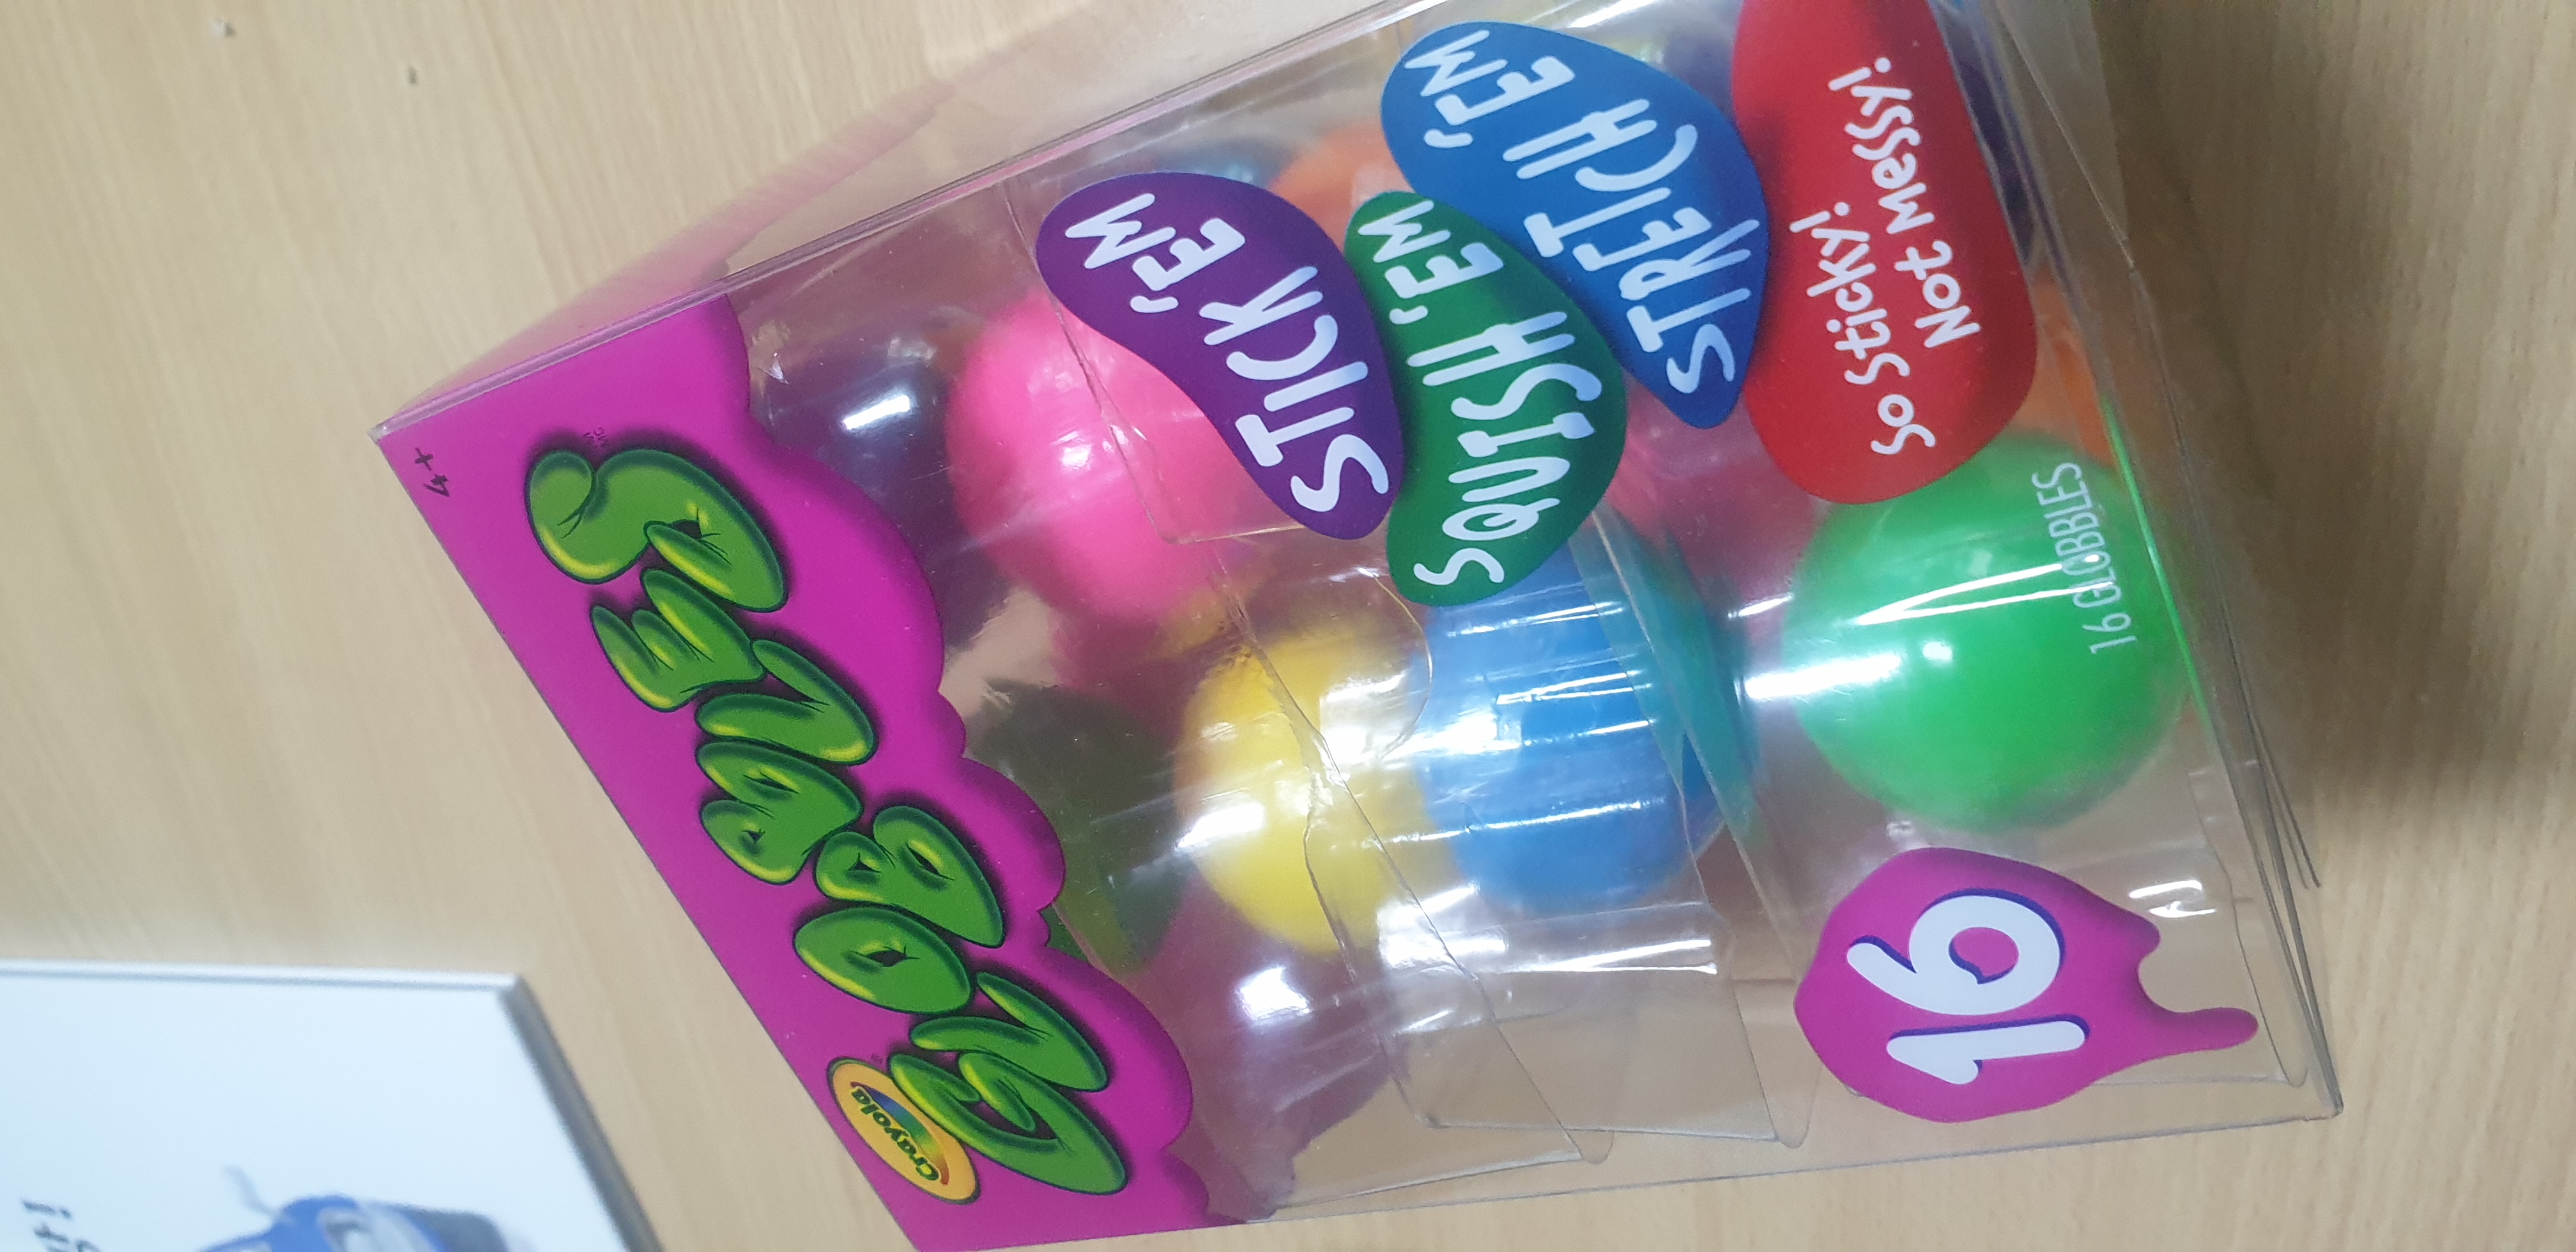 4+
Crayola
GLOBBLES
STICK 'EM
SQUISH 'EM
STRETCH 'EM
So Sticky!
Not Messy!
16
16 GLOBBLES